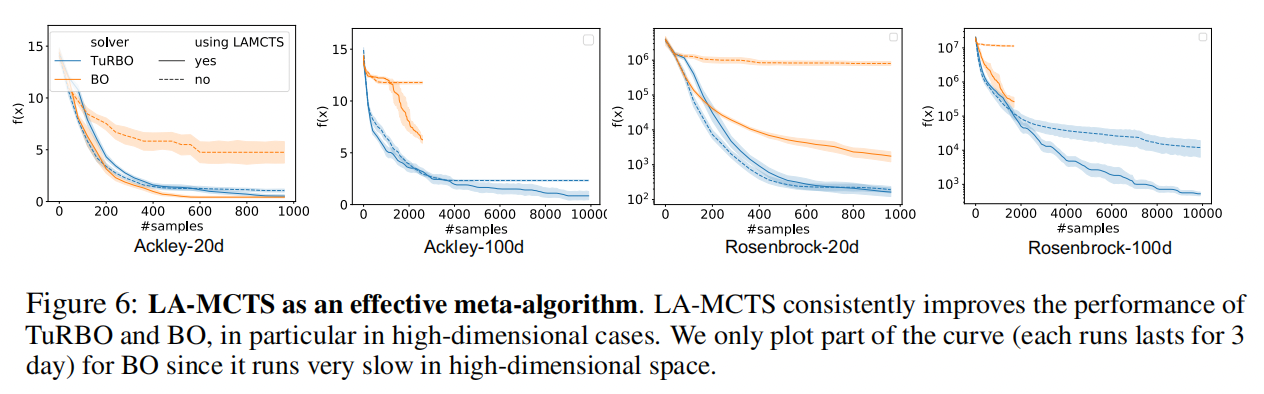 15
10
5
0
f(x)
solver
TuRBO
BO
using LAMCTS
yes
no
0 200 400 600 800 1000
#samples
Ackley-20d
15
10
5
0
f(x)
0 2000 4000 6000 8000 10000
#samples
Ackley-100d
10^6
10^5
10^4
10^3
10^2
f(x)
0 200 400 600 800 1000
#samples
Rosenbrock-20d
10^7
10^6
10^5
10^4
10^3
f(x)
0 2000 4000 6000 8000 10000
#samples
Rosenbrock-100d
Figure 6: LA-MCTS as an effective meta-algorithm. LA-MCTS consistently improves the performance of
TuRBO and BO, in particular in high-dimensional cases. We only plot part of the curve (each runs lasts for 3
day) for BO since it runs very slow in high-dimensional space.